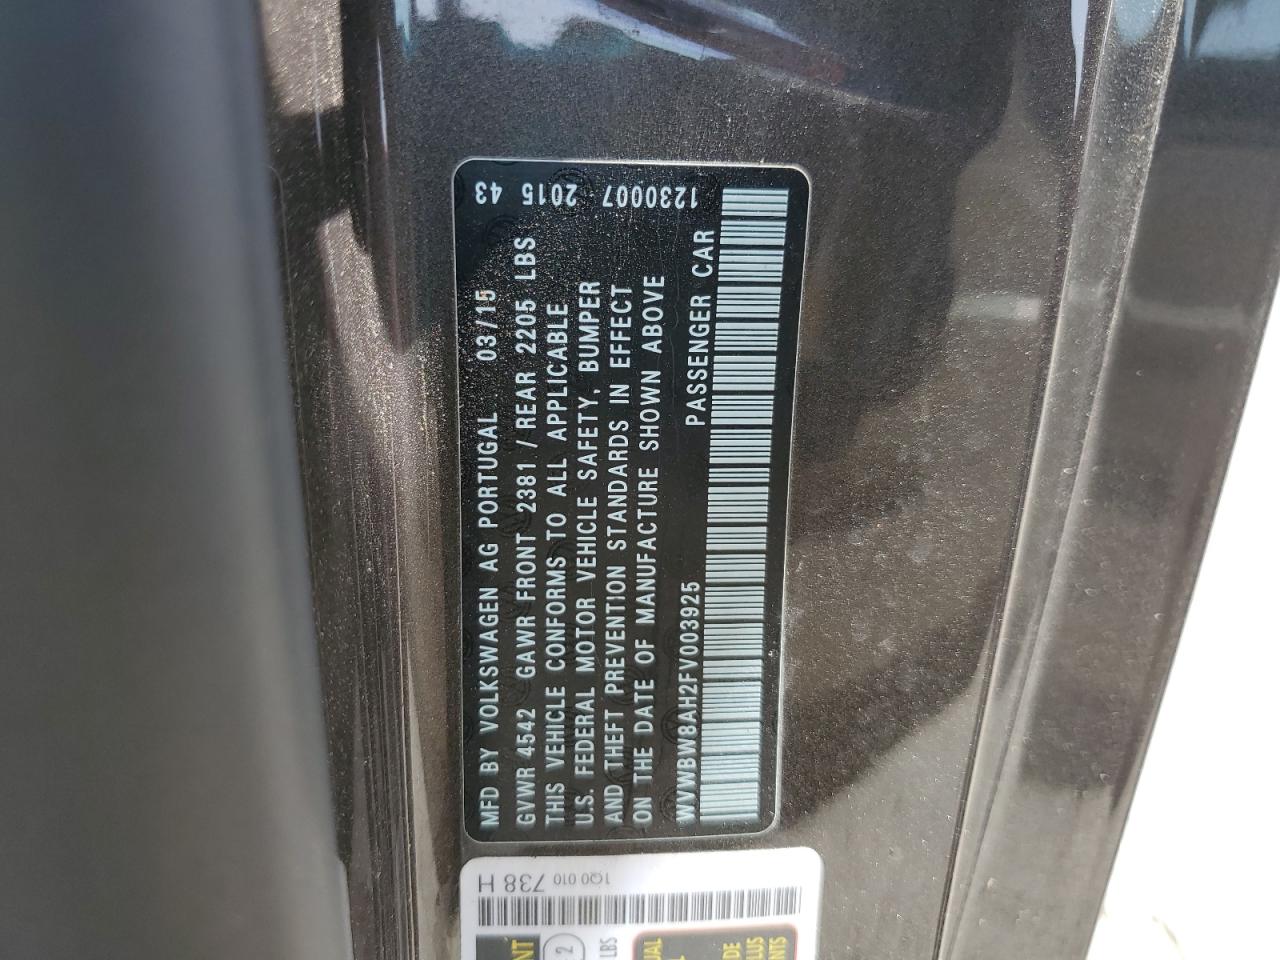 MFD BY VOLKSWAGEN AG PORTUGAL 03/15 43
GVWR 4542 GAWR FRONT 2381 / REAR 2205 LBS
THIS VEHICLE CONFORMS TO ALL APPLICABLE 2015
U.S. FEDERAL MOTOR VEHICLE SAFETY, BUMPER
AND THEFT PREVENTION STANDARDS IN EFFECT 1230007
ON THE DATE OF MANUFACTURE SHOWN ABOVE
WVWBW8AH2FV003925 PASSENGER CAR
1Q0 010
738 H
2
LBS
DE